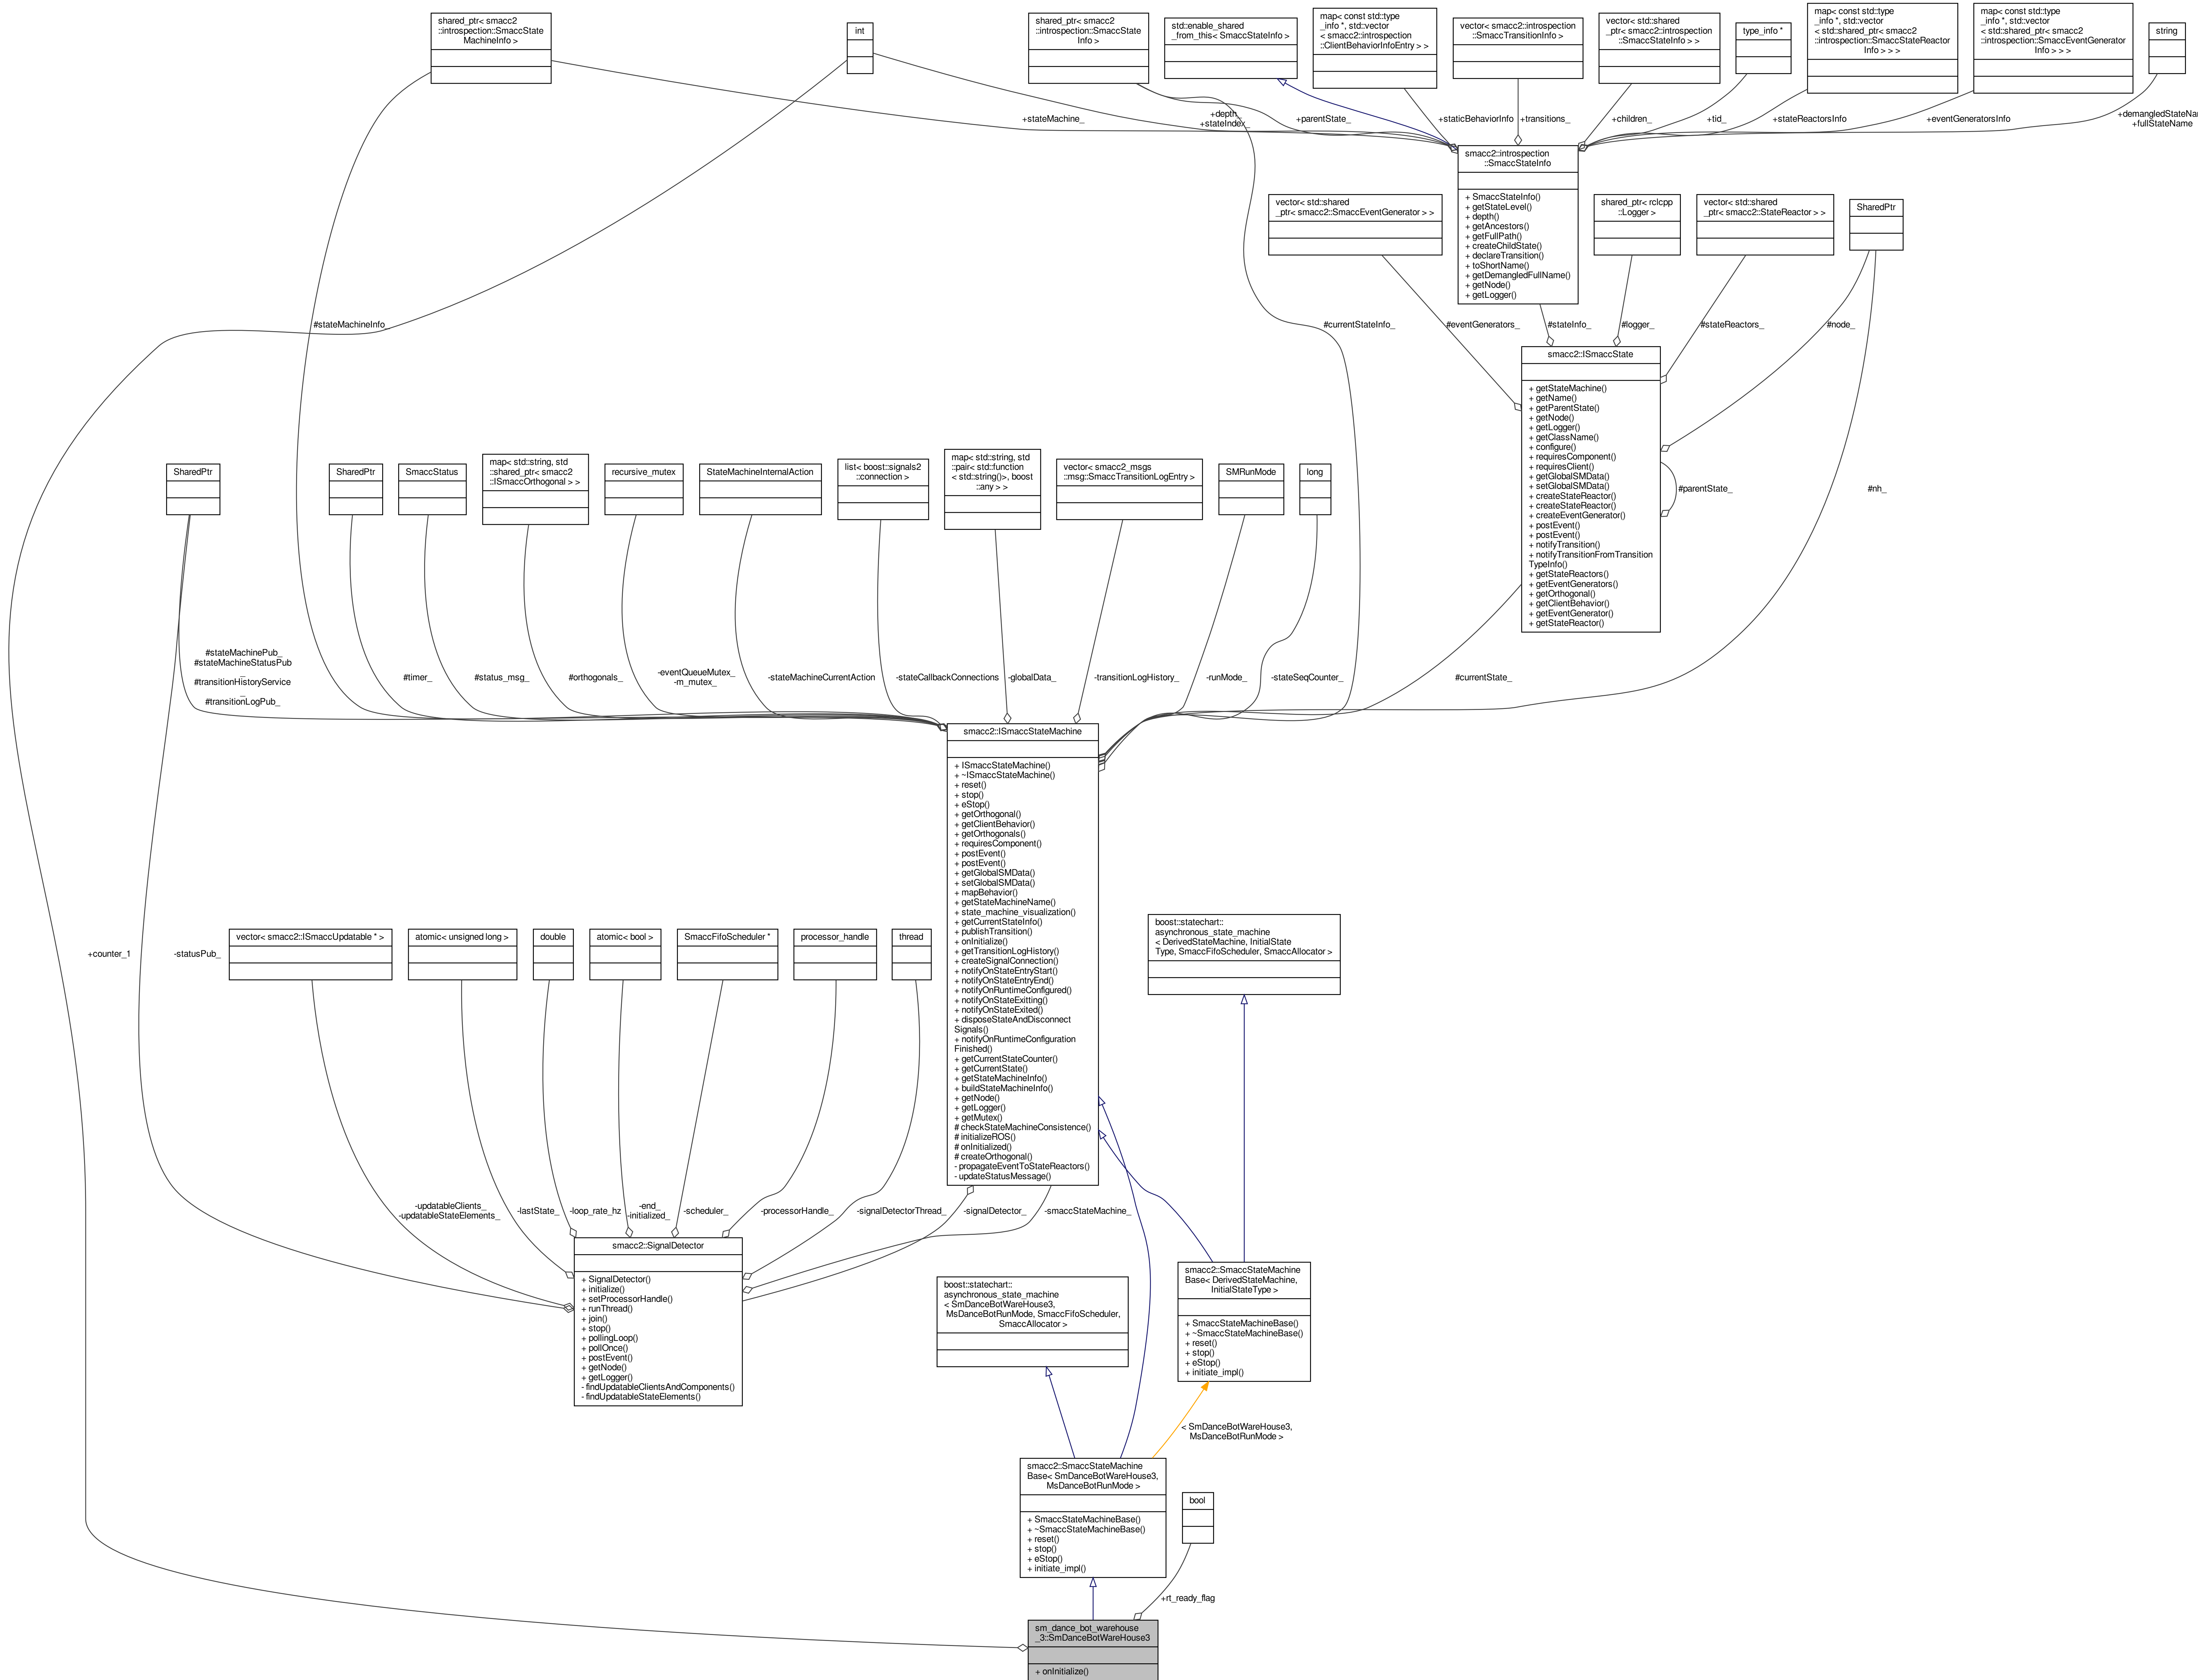 shared_ptr< smacc2
::introspection::SmaccState
MachineInfo >
int
shared_ptr< smacc2
::introspection::SmaccState
Info >
std::enable_shared
_from_this< SmaccStateInfo >
map< const std::type
_info *, std::vector
< smacc2::introspection
::ClientBehaviorInfoEntry > >
vector< smacc2::introspection
::SmaccTransitionInfo >
vector< std::shared
_ptr< smacc2::introspection
::SmaccStateInfo > >
type_info *
map< const std::type
_info *, std::vector
< std::shared_ptr< smacc2
::introspection::SmaccStateReactor
Info > > >
map< const std::type
_info *, std::vector
< std::shared_ptr< smacc2
::introspection::SmaccEventGenerator
Info > > >
string
+stateMachine_
+depth_
+stateIndex_
+parentState_
+staticBehaviorInfo
+transitions_
+children_
+tid_
+stateReactorsInfo
+eventGeneratorsInfo
+fullStateName
smacc2::introspection
::SmaccStateInfo
+ SmaccStateInfo()
+ getStateLevel()
+ depth()
+ getAncestors()
+ getFullPath()
+ createChildState()
+ declareTransition()
+ toShortName()
+ getDemangledFullName()
+ getNode()
+ getLogger()
vector< std::shared
_ptr< smacc2::SmaccEventGenerator > >
shared_ptr< rclcpp
::Logger >
vector< std::shared
_ptr< smacc2::StateReactor > >
SharedPtr
#stateMachineInfo_
#currentStateInfo_
#eventGenerators_
#stateInfo_
#logger_
#stateReactors_
#node_
smacc2::ISmaccState
+ getStateMachine()
+ getName()
+ getParentState()
+ getNode()
+ getLogger()
+ getClassName()
+ configure()
+ requiresComponent()
+ requiresClient()
+ getGlobalSMData()
+ setGlobalSMData()
+ createStateReactor()
+ createStateReactor()
+ createEventGenerator()
+ postEvent()
+ postEvent()
+ notifyTransition()
+ notifyTransitionFromTransition
TypeInfo()
+ getStateReactors()
+ getEventGenerators()
+ getOrthogonal()
+ getClientBehavior()
+ getEventGenerator()
+ getStateReactor()
#parentState_
#nh_
SharedPtr
SharedPtr
SmaccStatus
map< std::string, std
::shared_ptr< smacc2
::ISmaccOrthogonal > >
recursive_mutex
StateMachineInternalAction
list< boost::signals2
::connection >
map< std::string, std
::pair< std::function
< std::string()>, boost
::any > >
vector< smacc2_msgs
::msg::SmaccTransitionLogEntry >
SMRunMode
long
#stateMachinePub_
#stateMachineStatusPub
_
#transitionHistoryService
_
#transitionLogPub_
#timer_
#status_msg_
#orthogonals_
-eventQueueMutex_
-m_mutex_
-stateMachineCurrentAction
-stateCallbackConnections
-globalData_
-transitionLogHistory_
-runMode_
-stateSeqCounter_
#currentState_
smacc2::ISmaccStateMachine
+ ISmaccStateMachine()
+ ~ISmaccStateMachine()
+ reset()
+ stop()
+ eStop()
+ getOrthogonal()
+ getClientBehavior()
+ getOrthogonals()
+ requiresComponent()
+ postEvent()
+ postEvent()
+ getGlobalSMData()
+ setGlobalSMData()
+ mapBehavior()
+ getStateMachineName()
+ state_machine_visualization()
+ getCurrentStateInfo()
+ publishTransition()
+ onInitialize()
+ getTransitionLogHistory()
+ createSignalConnection()
+ notifyOnStateEntryStart()
+ notifyOnStateEntryEnd()
+ notifyOnRuntimeConfigured()
+ notifyOnStateExitting()
+ notifyOnStateExited()
+ disposeStateAndDisconnect
Signals()
+ notifyOnRuntimeConfiguration
Finished()
+ getCurrentStateCounter()
+ getCurrentState()
+ getStateMachineInfo()
+ buildStateMachineInfo()
+ getNode()
+ getLogger()
+ getMutex()
# checkStateMachineConsistence()
# initializeROS()
# onInitialized()
# createOrthogonal()
- propagateEventToStateReactors()
- updateStatusMessage()
+counter_1
-statusPub_
vector< smacc2::ISmaccUpdatable * >
atomic< unsigned long >
double
atomic< bool >
SmaccFifoScheduler *
processor_handle
thread
boost::statechart::
asynchronous_state_machine
< DerivedStateMachine, InitialState
Type, SmaccFifoScheduler, SmaccAllocator >
-updatableClients_
-updatableStateElements_
-lastState_
-loop_rate_hz
-end_
-initialized_
-scheduler_
-processorHandle_
-signalDetectorThread_
-signalDetector_
-smaccStateMachine_
smacc2::SignalDetector
+ SignalDetector()
+ initialize()
+ setProcessorHandle()
+ runThread()
+ join()
+ stop()
+ pollingLoop()
+ pollOnce()
+ postEvent()
+ getNode()
+ getLogger()
- findUpdatableClientsAndComponents()
- findUpdatableStateElements()
boost::statechart::
asynchronous_state_machine
< SmDanceBotWareHouse3,
MsDanceBotRunMode, SmaccFifoScheduler,
SmaccAllocator >
smacc2::SmaccStateMachine
Base< DerivedStateMachine,
InitialStateType >
+ SmaccStateMachineBase()
+ ~SmaccStateMachineBase()
+ reset()
+ stop()
+ eStop()
+ initiate_impl()
< SmDanceBotWareHouse3,
MsDanceBotRunMode >
smacc2::SmaccStateMachine
Base< SmDanceBotWareHouse3,
MsDanceBotRunMode >
+ SmaccStateMachineBase()
+ ~SmaccStateMachineBase()
+ reset()
+ stop()
+ eStop()
+ initiate_impl()
bool
+rt_ready_flag
sm_dance_bot_warehouse
_3::SmDanceBotWareHouse3
+ onInitialize()